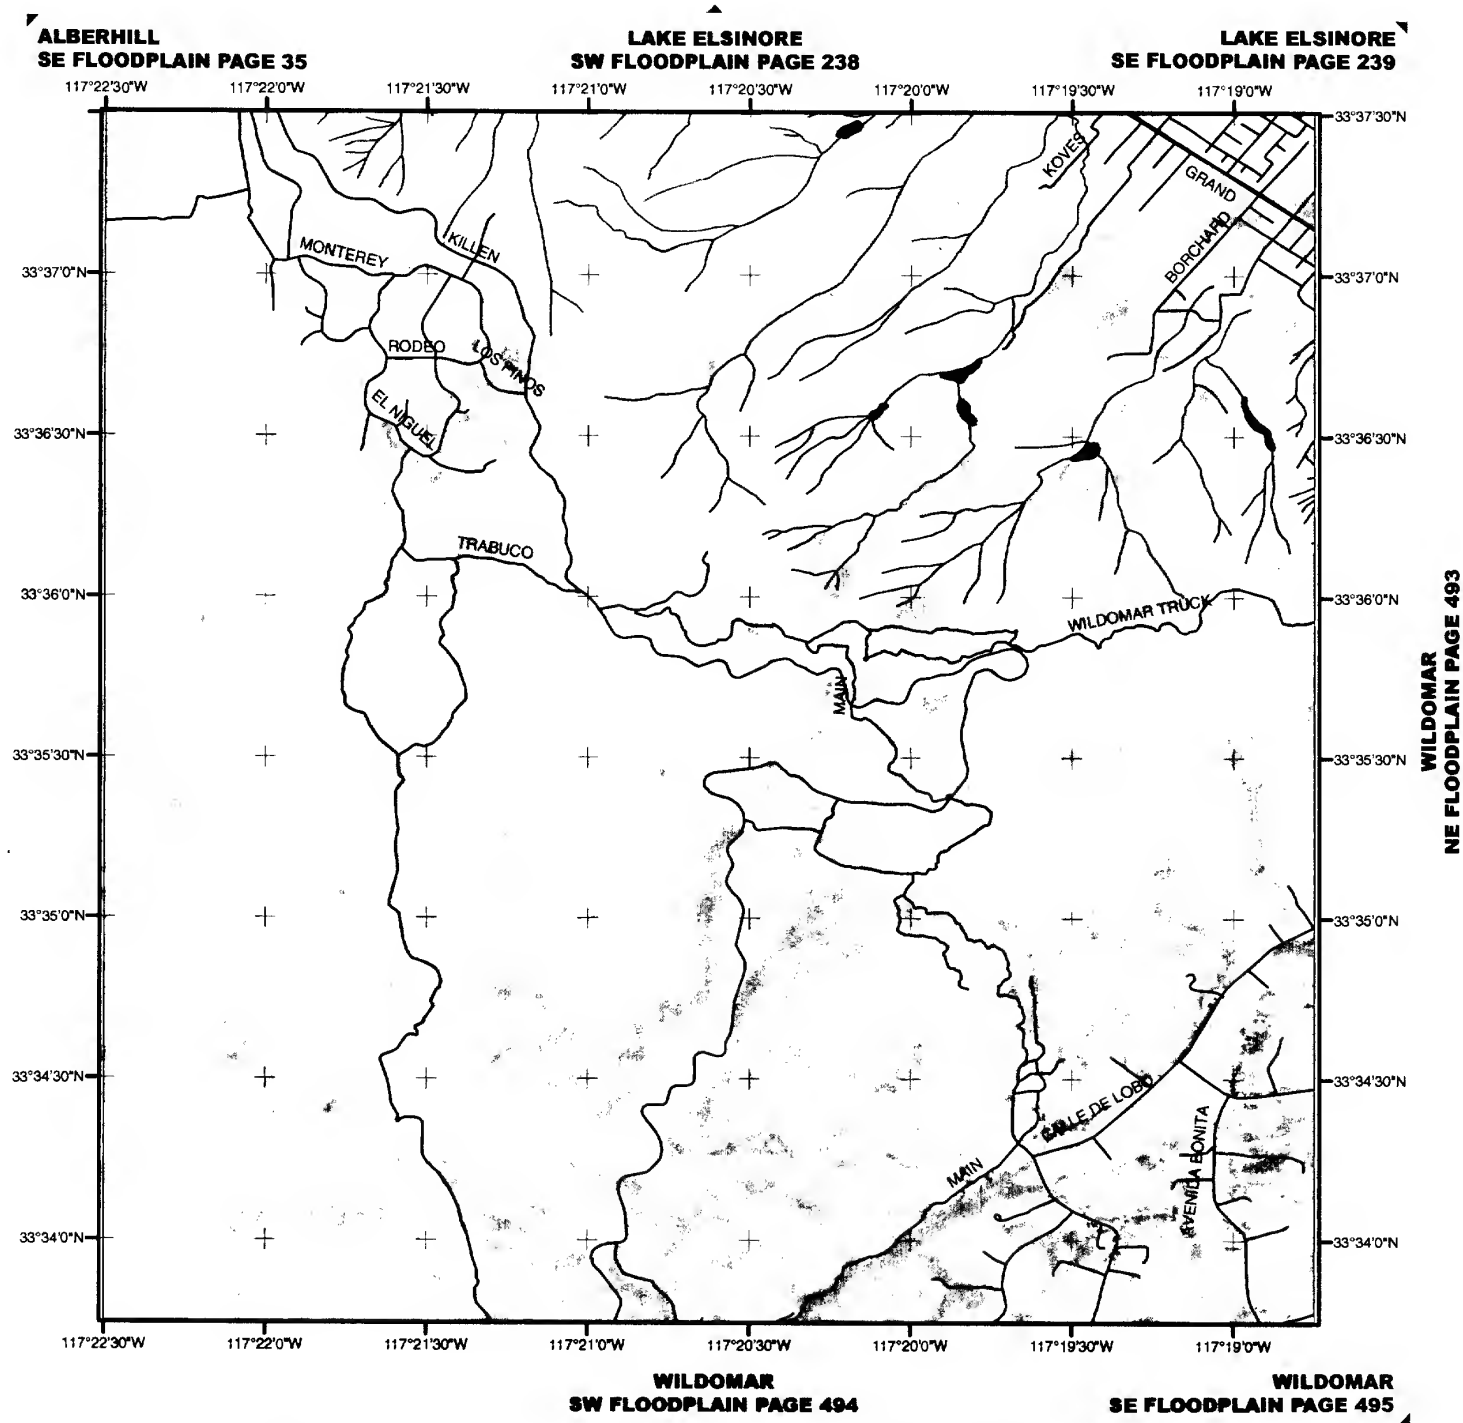 ALBERHILL
SE FLOODPLAIN PAGE 35
LAKE ELSINORE
SW FLOODPLAIN PAGE 238
LAKE ELSINORE
SE FLOODPLAIN PAGE 239
117°22'30"W
117°22'0"W
117°21'30"W
117°21'0"W
117°20'30"W
117°20'0"W
117°19'30"W
117°19'0"W
33°37'30"N
KOVES
GRAND
BORCHARD
KILLEN
MONTEREY
33°37'0"N
33°37'0"N
RODEO
LOS PINOS
EL NIGUEL
33°36'30"N
33°36'30"N
TRABUCO
33°36'0"N
WILDOMAR TRUCK
33°36'0"N
MAIN
WILDOMAR
NE FLOODPLAIN PAGE 493
33°35'30"N
33°35'30"N
33°35'0"N
33°35'0"N
33°34'30"N
33°34'30"N
CALLE DE LOBO
AVENIDA BONITA
MAIN
33°34'0"N
33°34'0"N
117°22'30"W
117°22'0"W
117°21'30"W
117°21'0"W
117°20'30"W
117°20'0"W
117°19'30"W
117°19'0"W
WILDOMAR
SW FLOODPLAIN PAGE 494
WILDOMAR
SE FLOODPLAIN PAGE 495